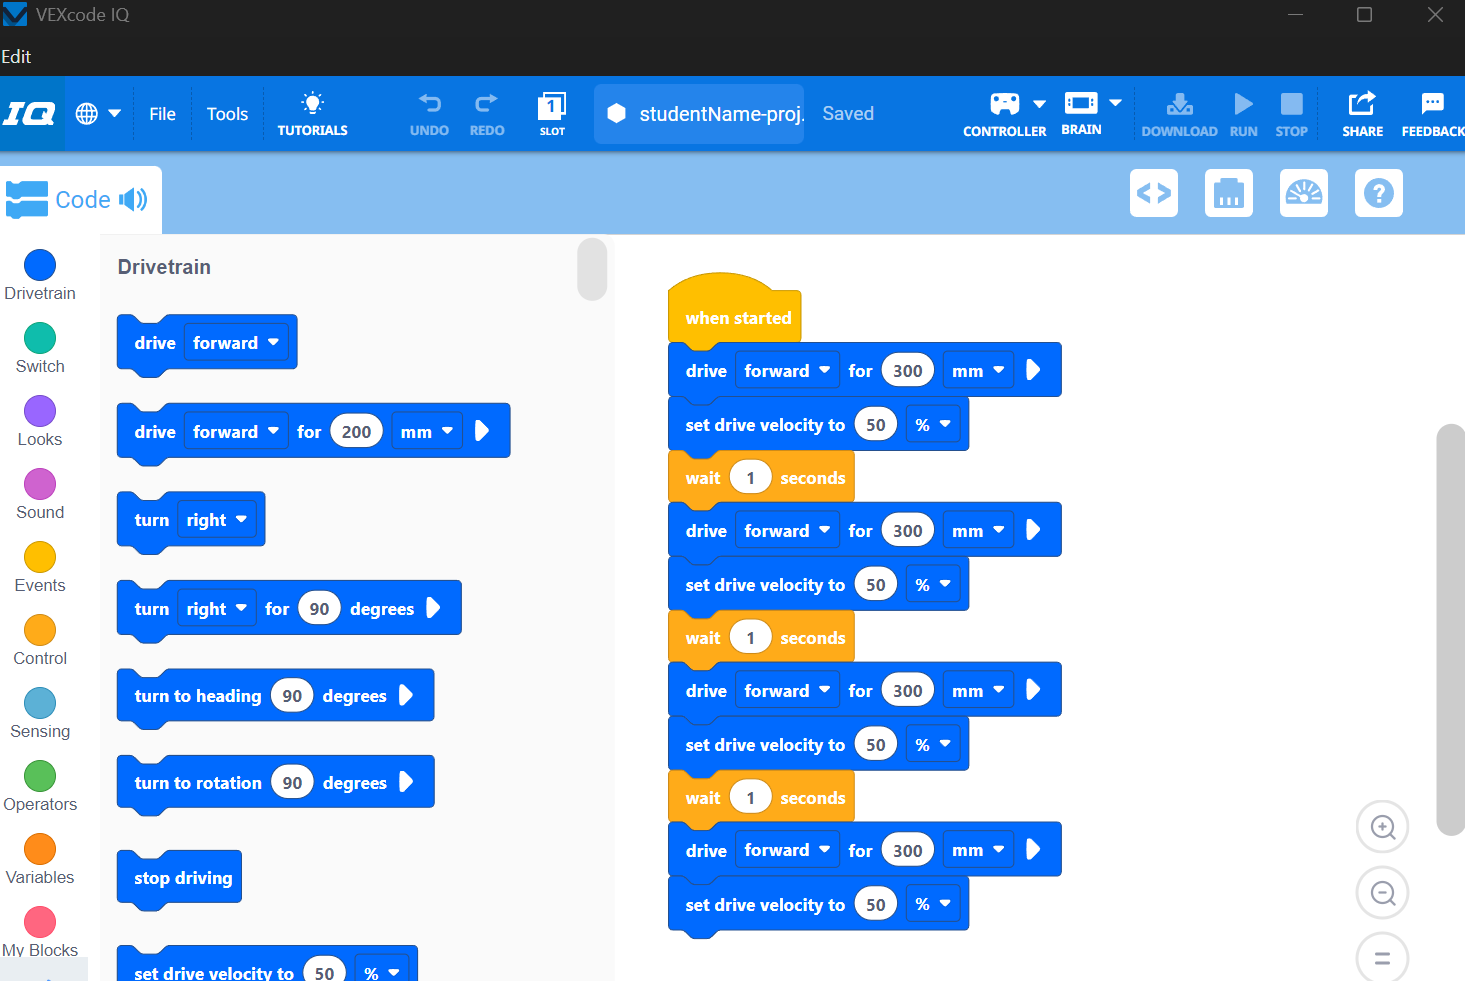 VEXcode IQ
Edit
IQ File Tools TUTORIALS UNDO REDO 1 SLOT studentName-proj. Saved CONTROLLER BRAIN DOWNLOAD RUN STOP SHARE FEEDBACK
Code
Drivetrain
Switch
Looks
Sound
Events
Control
Sensing
Operators
Variables
My Blocks
Drivetrain
drive forward
drive forward for 200 mm
turn right
turn right for 90 degrees
turn to heading 90 degrees
turn to rotation 90 degrees
stop driving
set drive velocity to 50 %
when started
drive forward for 300 mm
set drive velocity to 50 %
wait 1 seconds
drive forward for 300 mm
set drive velocity to 50 %
wait 1 seconds
drive forward for 300 mm
set drive velocity to 50 %
wait 1 seconds
drive forward for 300 mm
set drive velocity to 50 %